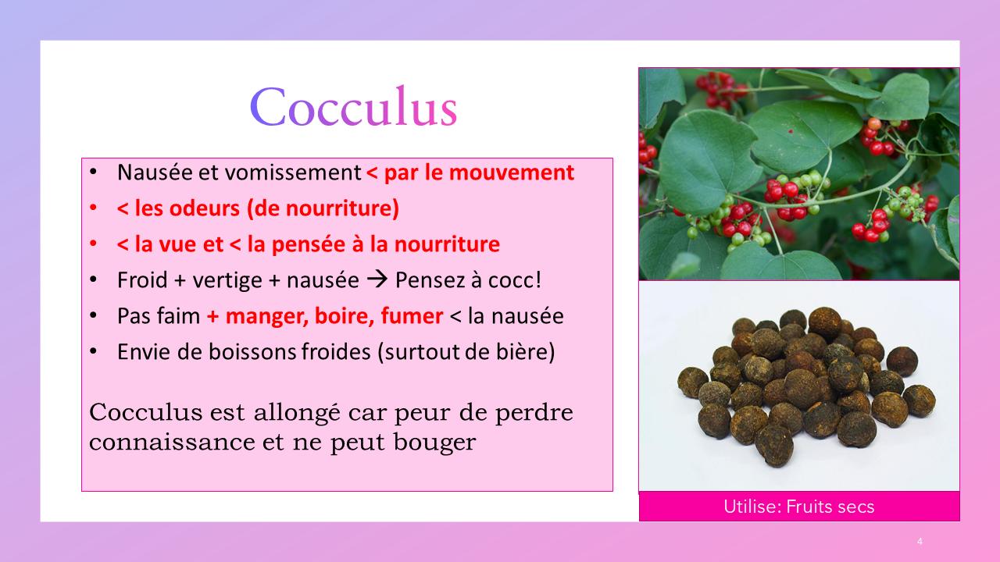 Cocculus
• Nausée et vomissement < par le mouvement
• < les odeurs (de nourriture)
• < la vue et < la pensée à la nourriture
• Froid + vertige + nausée → Pensez à cocc!
• Pas faim + manger, boire, fumer < la nausée
• Envie de boissons froides (surtout de bière)
Cocculus est allongé car peur de perdre
connaissance et ne peut bouger
Utilise: Fruits secs
4